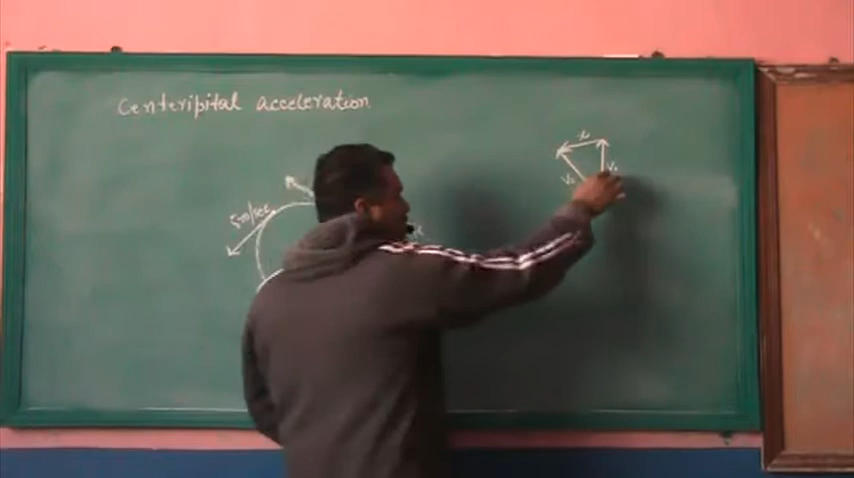 Centeripital acceleration
5m/sec
x
V₁
V₂